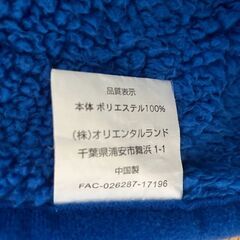 品質表示
本体 ポリエステル100%
(株)オリエンタルランド
千葉県浦安市舞浜 1-1
中国製
FAC-026287-17196